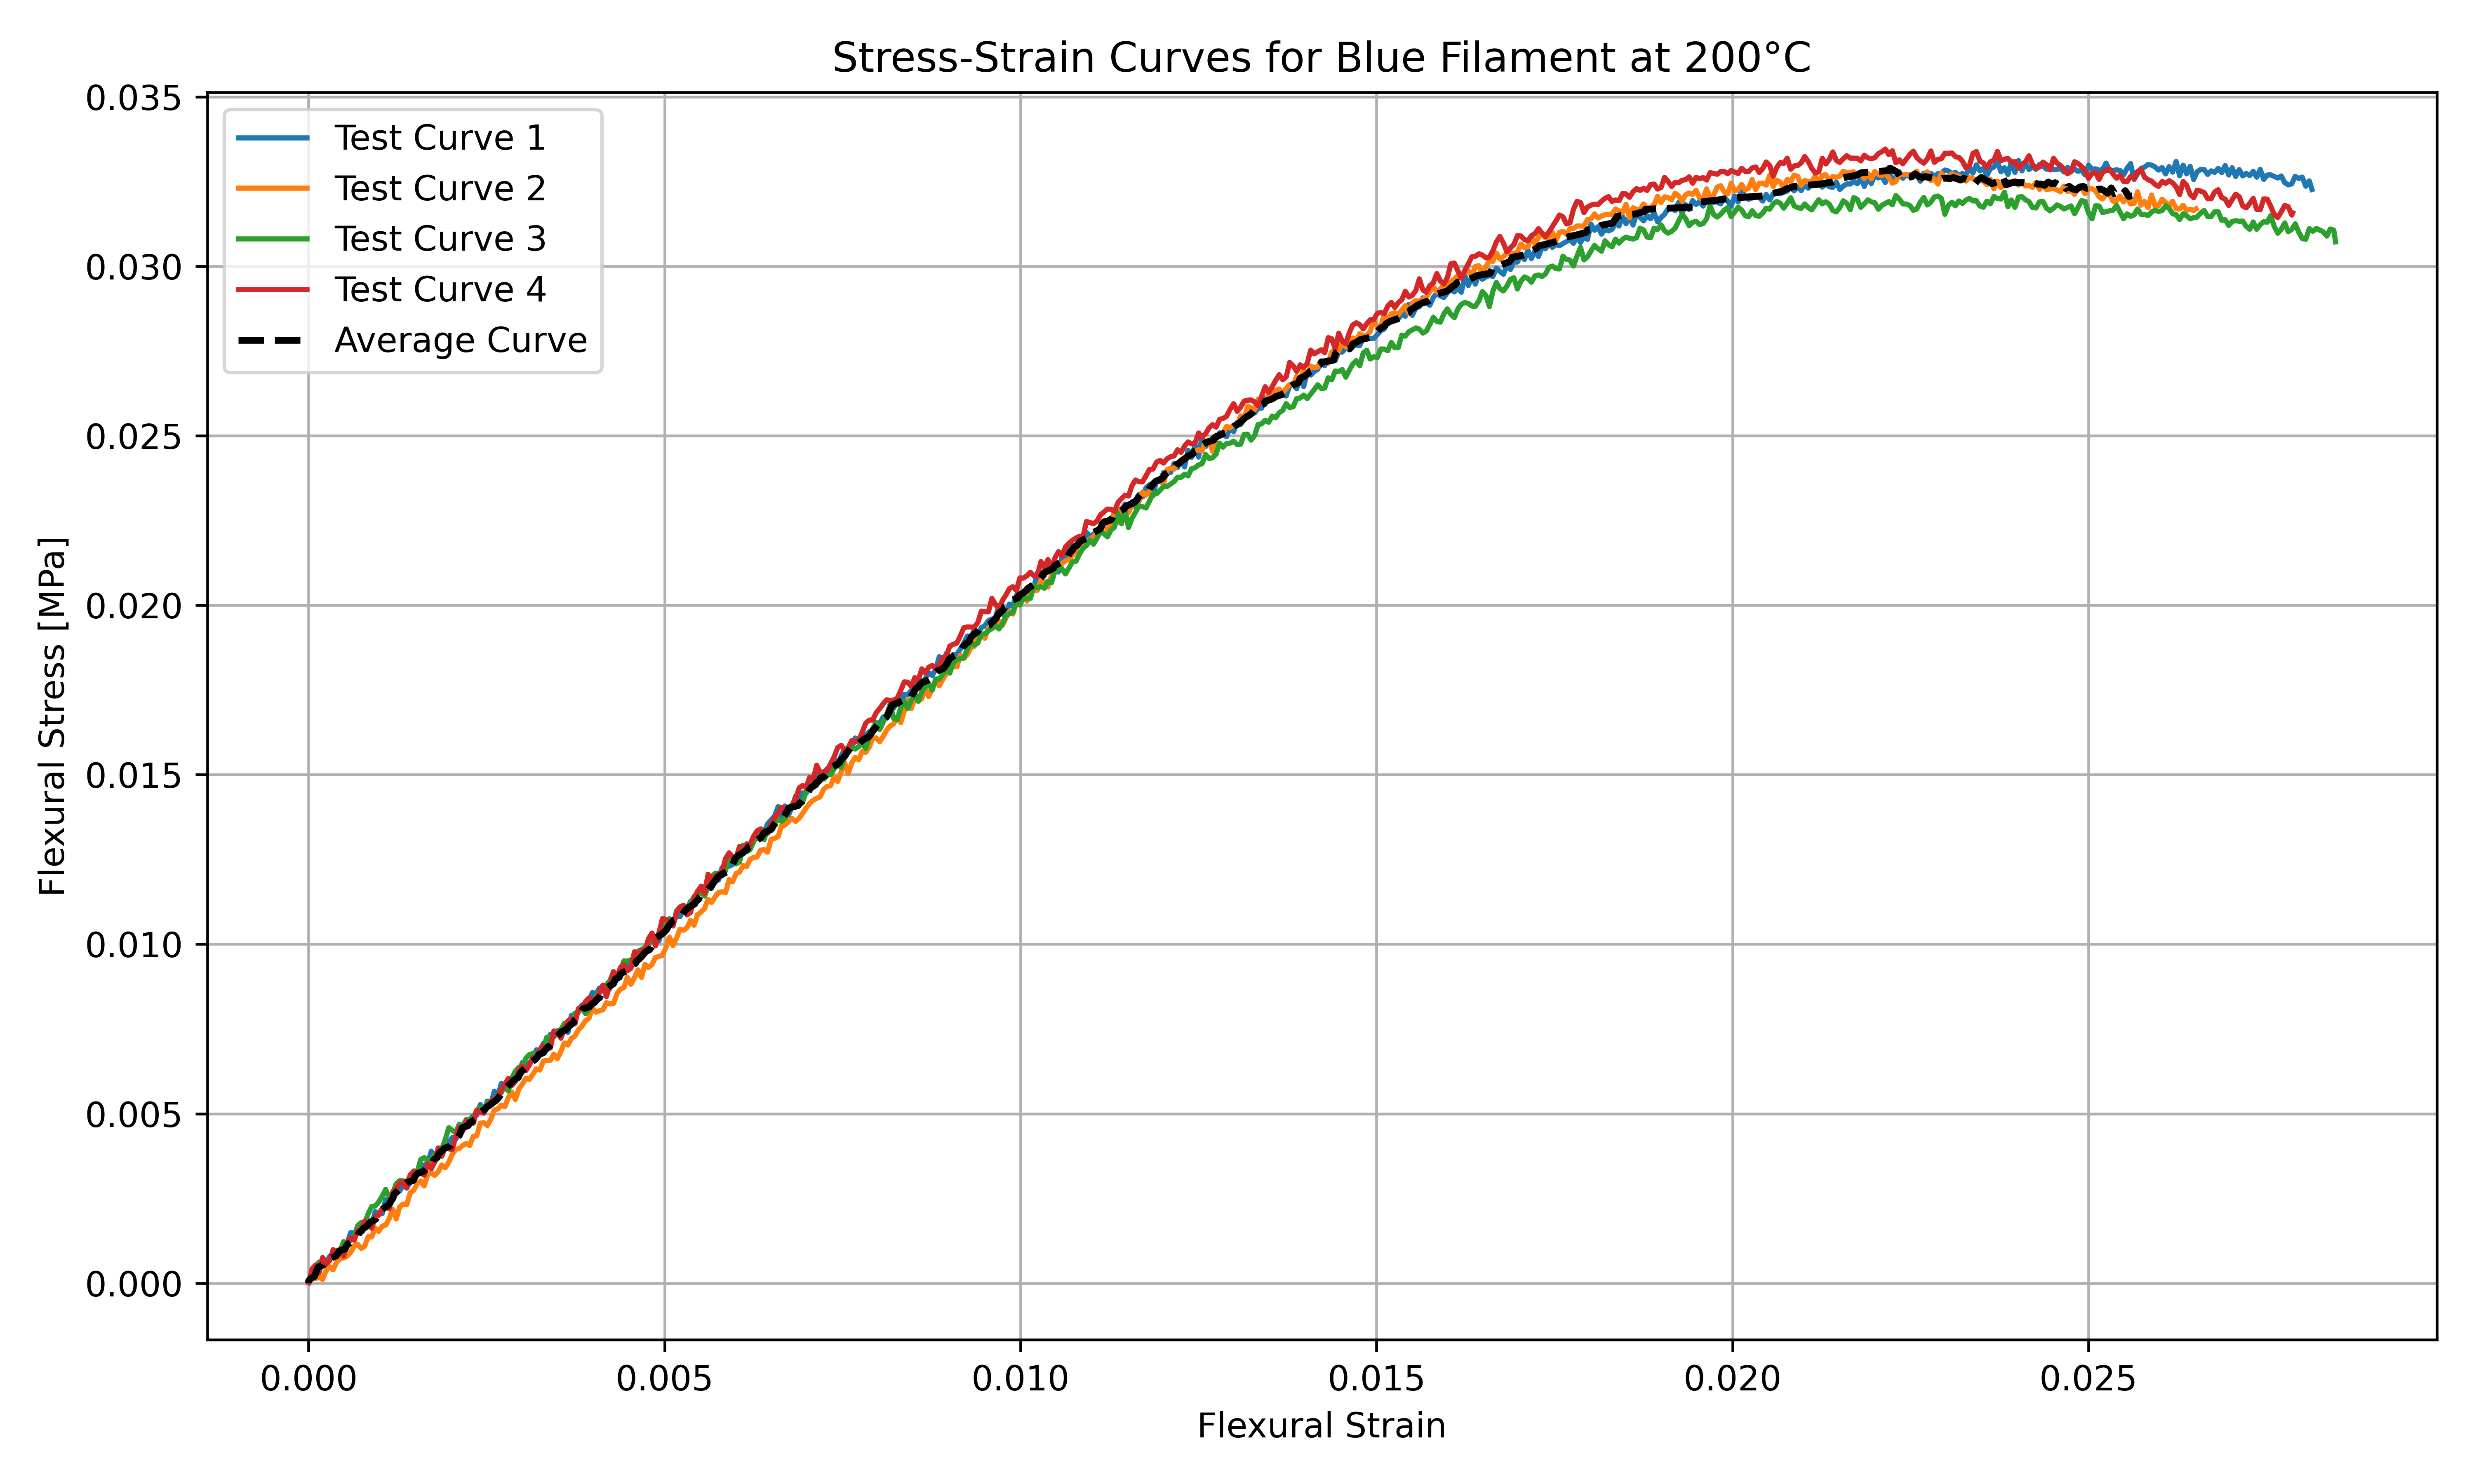 Stress-Strain Curves for Blue Filament at 200°C
Test Curve 1
Test Curve 2
Test Curve 3
Test Curve 4
Average Curve
Flexural Stress [MPa]
0.035
0.030
0.025
0.020
0.015
0.010
0.005
0.000
0.000 0.005 0.010 0.015 0.020 0.025
Flexural Strain